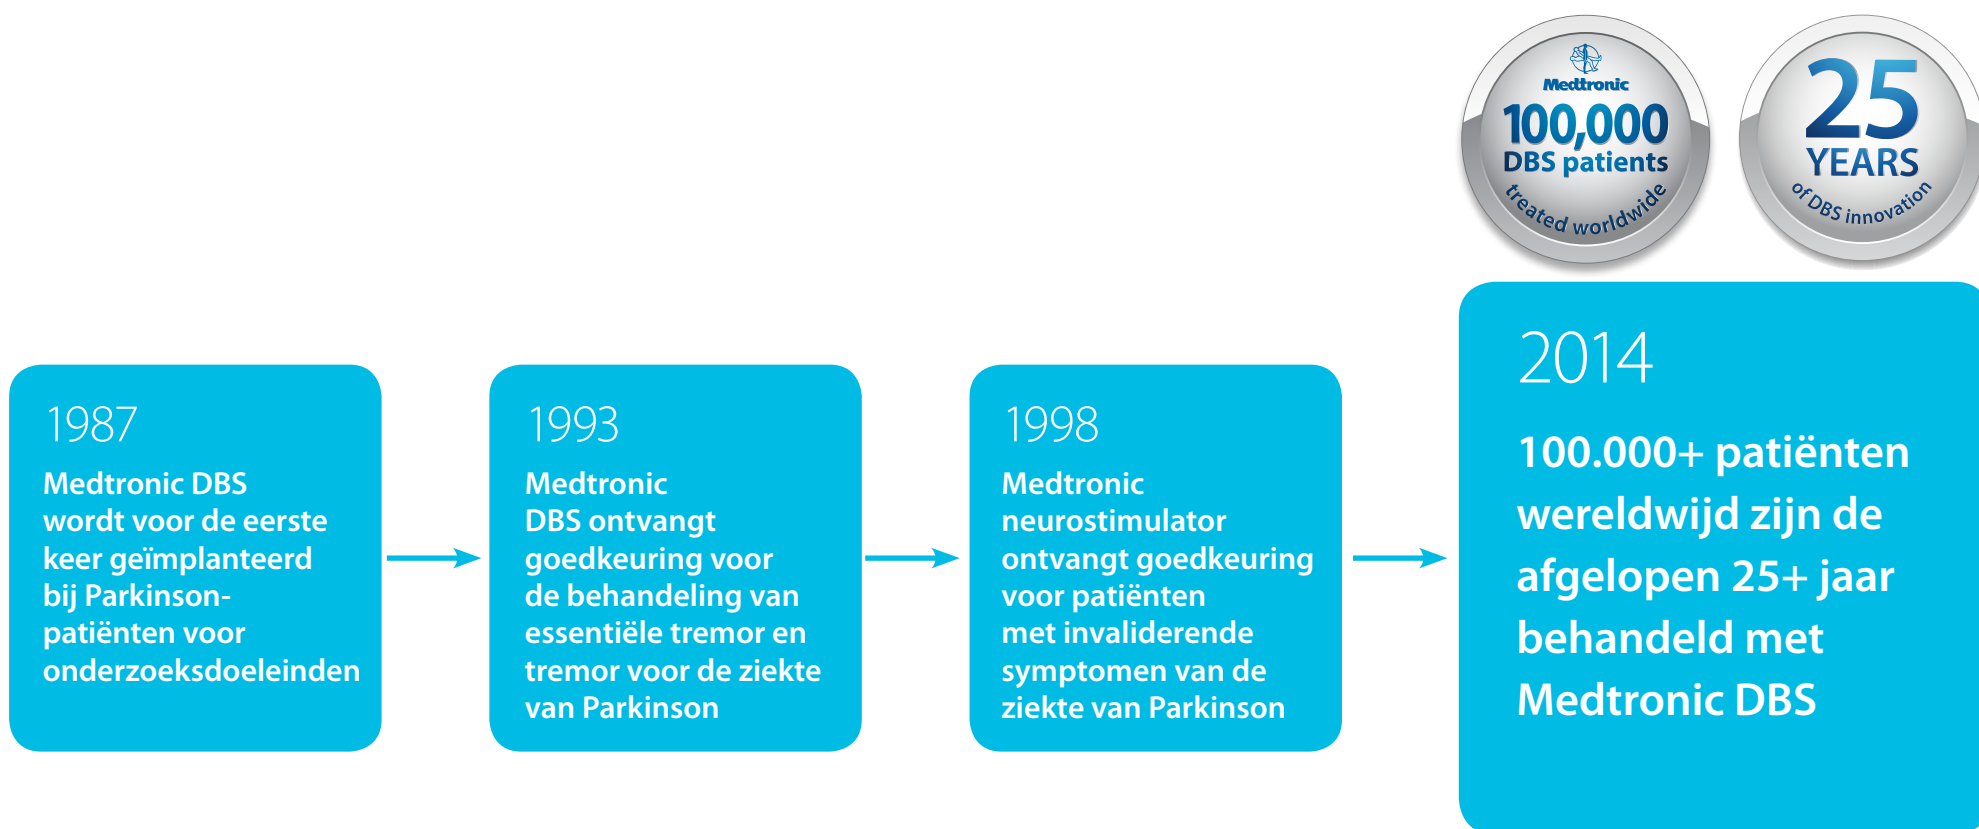 Medtronic
100,000
DBS patients
treated worldwide
25
YEARS
of DBS innovation
1987
Medtronic DBS
wordt voor de eerste
keer geïmplanteerd
bij Parkinson-
patiënten voor
onderzoeksdoeleinden
1993
Medtronic
DBS ontvangt
goedkeuring voor
de behandeling van
essentiële tremor en
tremor voor de ziekte
van Parkinson
1998
Medtronic
neurostimulator
ontvangt goedkeuring
voor patiënten
met invaliderende
symptomen van de
ziekte van Parkinson
2014
100.000+ patiënten
wereldwijd zijn de
afgelopen 25+ jaar
behandeld met
Medtronic DBS